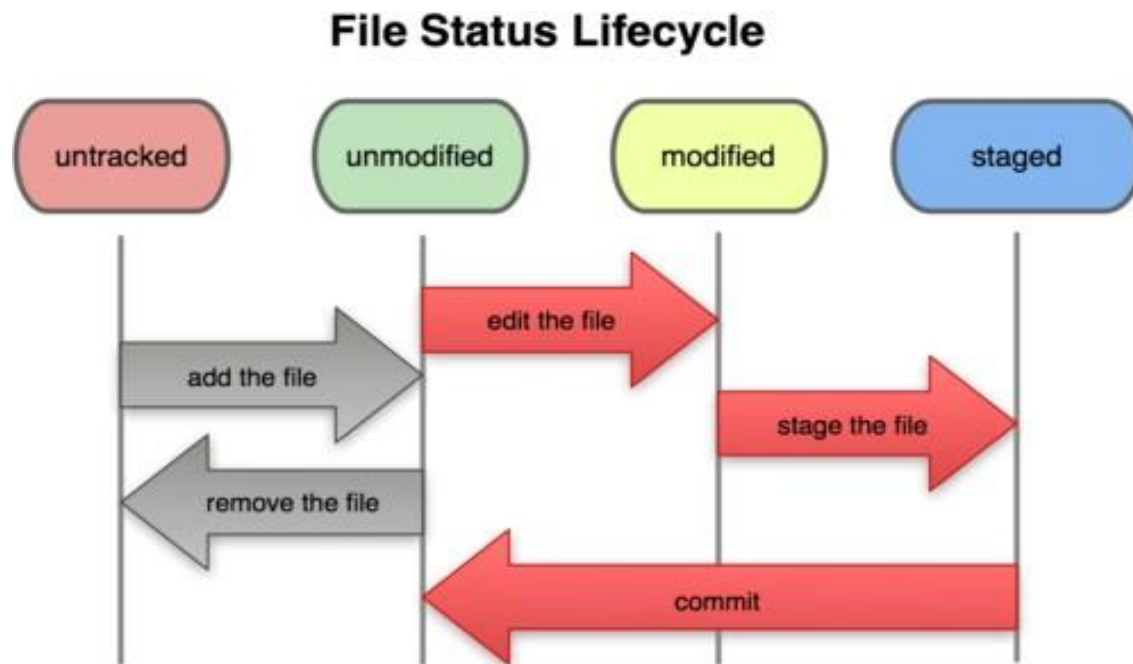 File Status Lifecycle
untracked
unmodified
modified
staged
edit the file
add the file
stage the file
remove the file
commit